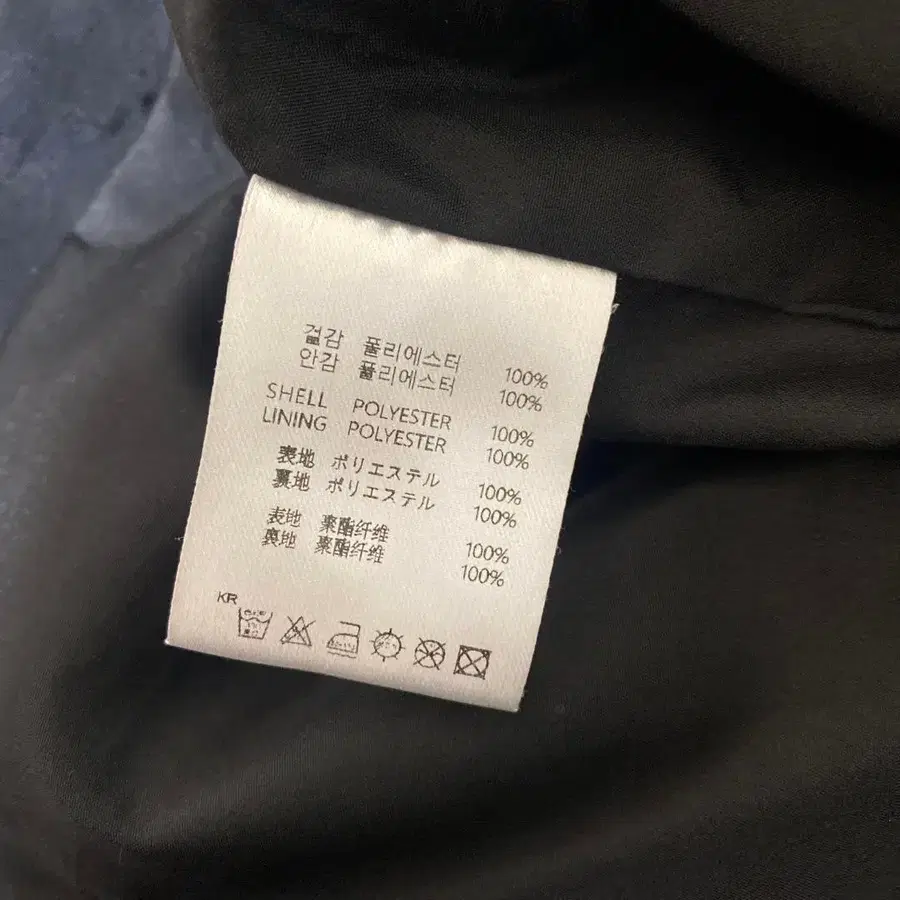 겉감 폴리에스터 100%
안감 폴리에스터 100%
SHELL POLYESTER 100%
LINING POLYESTER 100%
表地 ポリエステル 100%
裏地 ポリエステル 100%
表地 聚酯纤维 100%
裏地 聚酯纤维 100%
KR